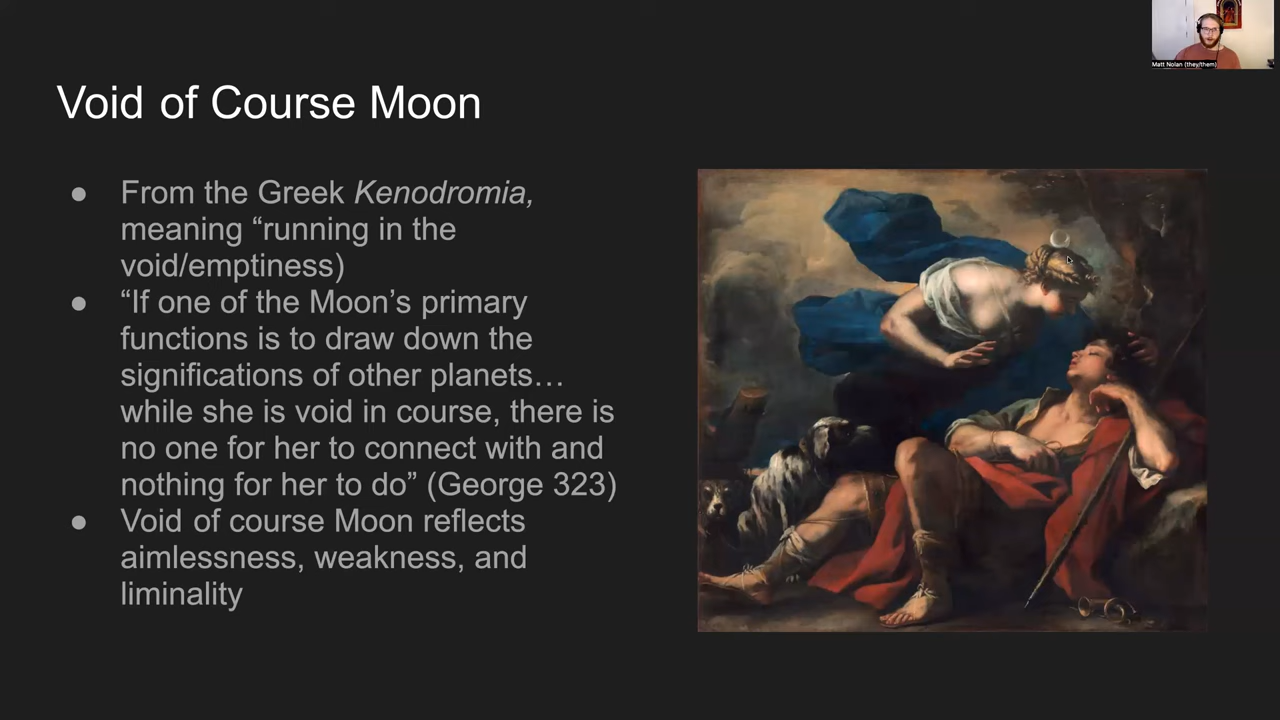 Matt Nolan (they/them)
Void of Course Moon
● From the Greek Kenodromia,
meaning “running in the
void/emptiness)
● “If one of the Moon’s primary
functions is to draw down the
significations of other planets…
while she is void in course, there is
no one for her to connect with and
nothing for her to do” (George 323)
● Void of course Moon reflects
aimlessness, weakness, and
liminality